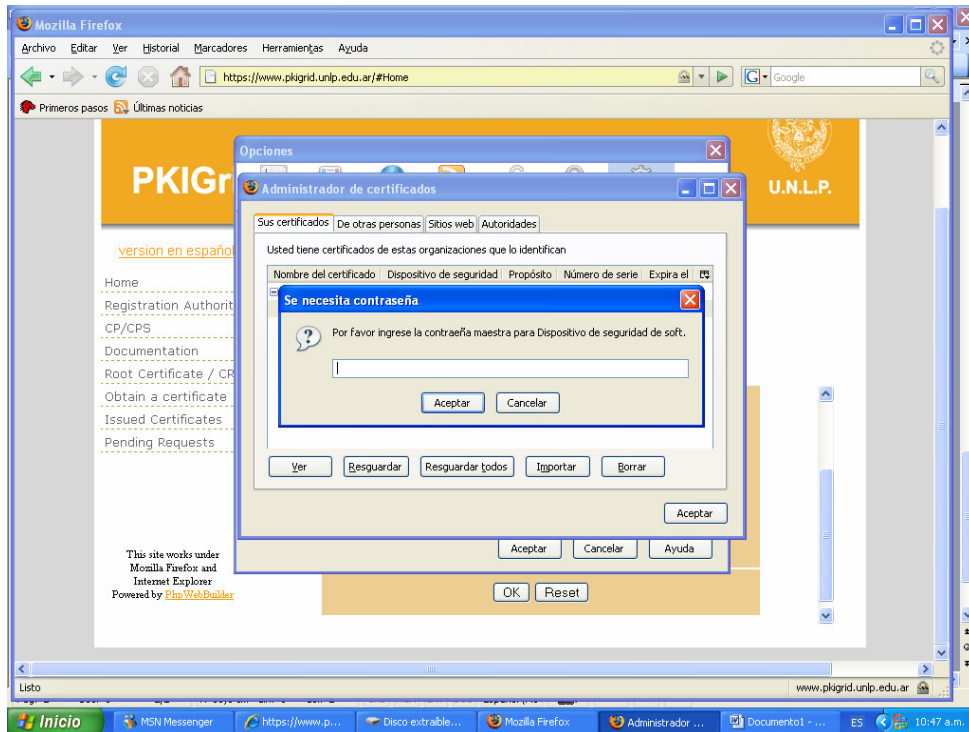 Mozilla Firefox
Archivo Editar Ver Historial Marcadores Herramientas Ayuda
https://www.pkigrid.unlp.edu.ar/#Home
G Google
Primeros pasos Últimas noticias
PKIGr
U.N.L.P.
Opciones
Administrador de certificados
Sus certificados De otras personas Sitios web Autoridades
Usted tiene certificados de estas organizaciones que lo identifican
Nombre del certificado Dispositivo de seguridad Propósito Número de serie Expira el
Se necesita contraseña
Por favor ingrese la contraeña maestra para Dispositivo de seguridad de soft.
Aceptar Cancelar
Ver Resguardar Resguardar todos Importar Borrar
Aceptar
Aceptar Cancelar Ayuda
version en español
Home
Registration Authorit
CP/CPS
Documentation
Root Certificate / CR
Obtain a certificate
Issued Certificates
Pending Requests
This site works under
Mozilla Firefox and
Internet Explorer
Powered by PhpWebBuilder
OK Reset
Listo
www.pkigrid.unlp.edu.ar
Inicio MSN Messenger https://www.p... Disco extraíble... Mozilla Firefox Administrador ... Documento1 - ... ES 10:47 a.m.